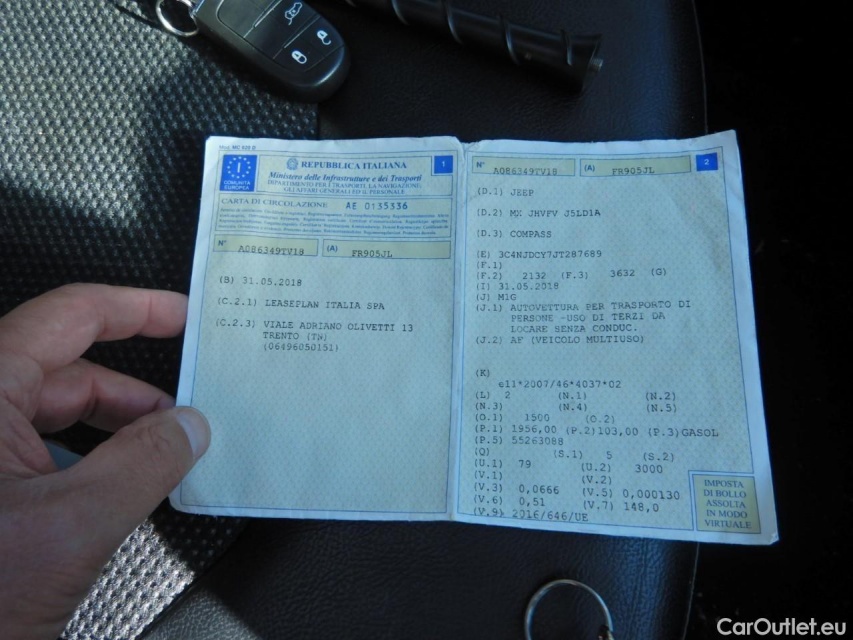 Mod. MC 820 D
REPUBBLICA ITALIANA
1
Ministero delle Infrastrutture e dei Trasporti
DIPARTIMENTO PER I TRASPORTI, LA NAVIGAZIONE,
GLI AFFARI GENERALI ED IL PERSONALE
I
COMUNITÀ
EUROPEA
CARTA DI CIRCOLAZIONE AE 0135336
N° A086349TV18 (A) FR905JL
(B) 31.05.2018
(C.2.1) LEASEPLAN ITALIA SPA
(C.2.3) VIALE ADRIANO OLIVETTI 13
TRENTO (TN)
(06496050151)
N° A086349TV18 (A) FR905JL 2
(D.1) JEEP
(D.2) MX JHVFV J5LD1A
(D.3) COMPASS
(E) 3C4NJDCY7JT287689
(F.1)
(F.2) 2132 (F.3) 3632 (G)
(I) 31.05.2018
(J) M1G
(J.1) AUTOVETTURA PER TRASPORTO DI
PERSONE -USO DI TERZI DA
LOCARE SENZA CONDUC.
(J.2) AF (VEICOLO MULTIUSO)
(K)
e11*2007/46*4037*02
(L) 2 (N.1) (N.2)
(N.3) (N.4) (N.5)
(O.1) 1500 (O.2)
(P.1) 1956,00 (P.2)103,00 (P.3)GASOL
(P.5) 55263088
(Q) (S.1) 5 (S.2)
(U.1) 79 (U.2) 3000
(V.1) (V.2)
(V.3) 0,0666 (V.5) 0,000130
(V.6) 0,51 (V.7) 148,0
(V.9) 2016/646/UE
IMPOSTA
DI BOLLO
ASSOLTA
IN MODO
VIRTUALE
CarOutlet.eu